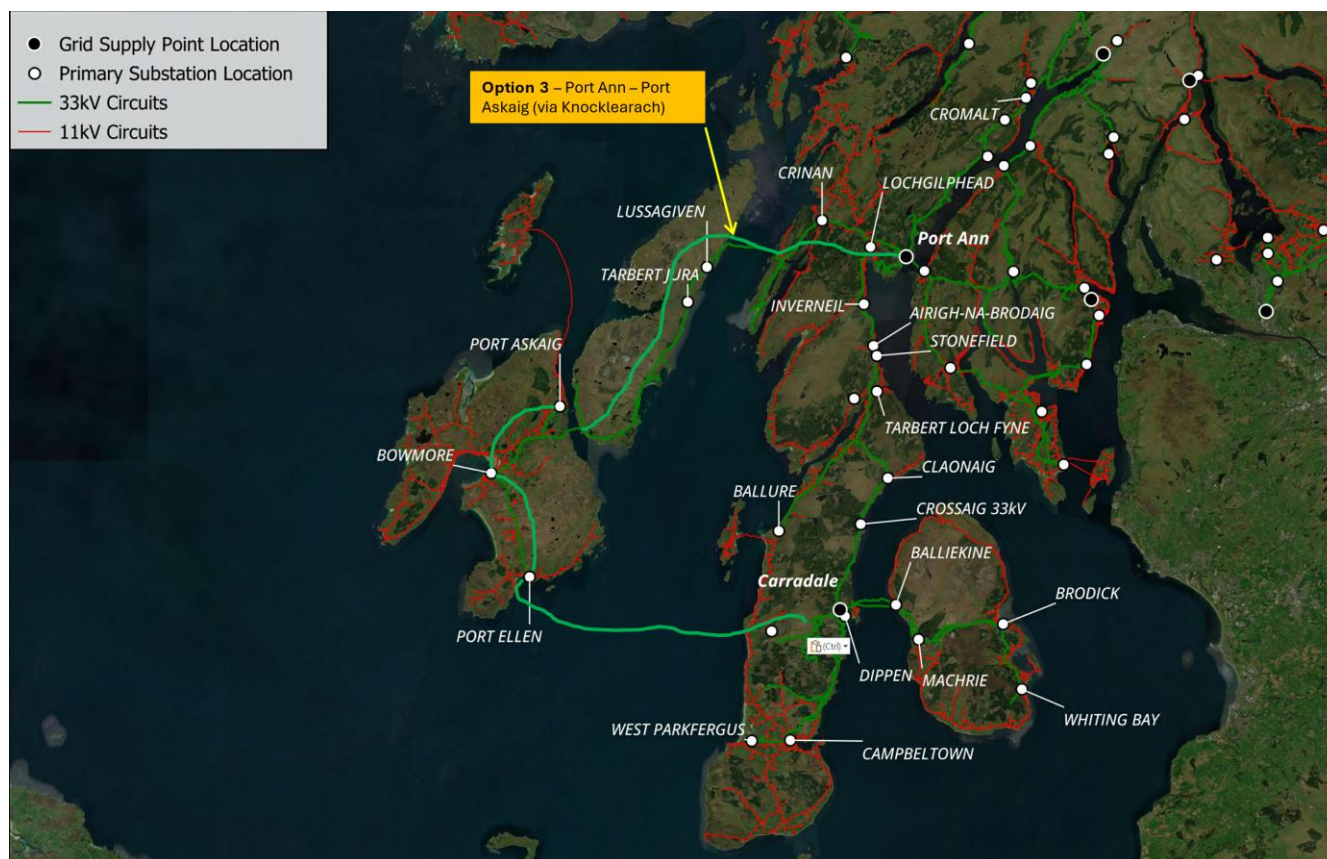 Grid Supply Point Location
Primary Substation Location
33kV Circuits
11kV Circuits
Option 3 – Port Ann – Port
Askaig (via Knocklearach)
CROMALT
CRINAN
LOCHGILPHEAD
LUSSAGIVEN
Port Ann
TARBERT JURA
INVERNEIL
AIRIGH-NA-BRODAIG
STONEFIELD
PORT ASKAIG
TARBERT LOCH FYNE
BOWMORE
CLAONAIG
BALLURE
CROSSAIG 33kV
BALLIEKINE
Carradale
BRODICK
PORT ELLEN
(Ctrl)
DIPPEN
MACHRIE
WHITING BAY
WEST PARKFERGUS
CAMPBELTOWN